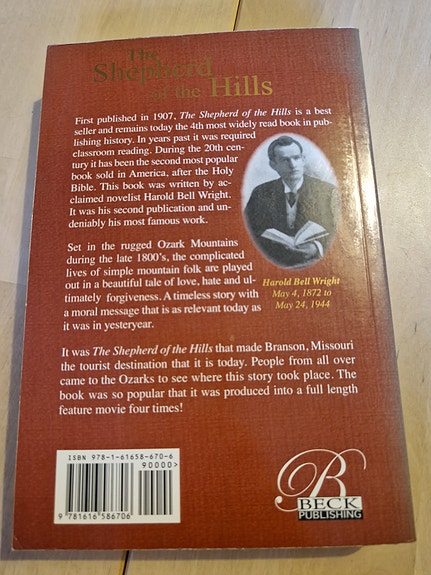 The
Shepherd
of the Hills
First published in 1907, The Shepherd of the Hills is a best
seller and remains today the 4th most widely read book in pub-
lishing history. In years past it was required
classroom reading. During the 20th cen-
tury it has been the second most popular
book sold in America, after the Holy
Bible. This book was written by ac-
claimed novelist Harold Bell Wright.
It was his second publication and un-
deniably his most famous work.
Set in the rugged Ozark Mountains
during the late 1800's, the complicated
lives of simple mountain folk are played
out in a beautiful tale of love, hate and ul-
timately forgiveness. A timeless story with
a moral message that is as relevant today as
it was in yesteryear.
Harold Bell Wright
May 4, 1872 to
May 24, 1944
It was The Shepherd of the Hills that made Branson, Missouri
the tourist destination that it is today. People from all over
came to the Ozarks to see where this story took place. The
book was so popular that it was produced into a full length
feature movie four times!
ISBN 978-1-61658-670-6
90000>
9 781616 586706
B
BECK
PUBLISHING